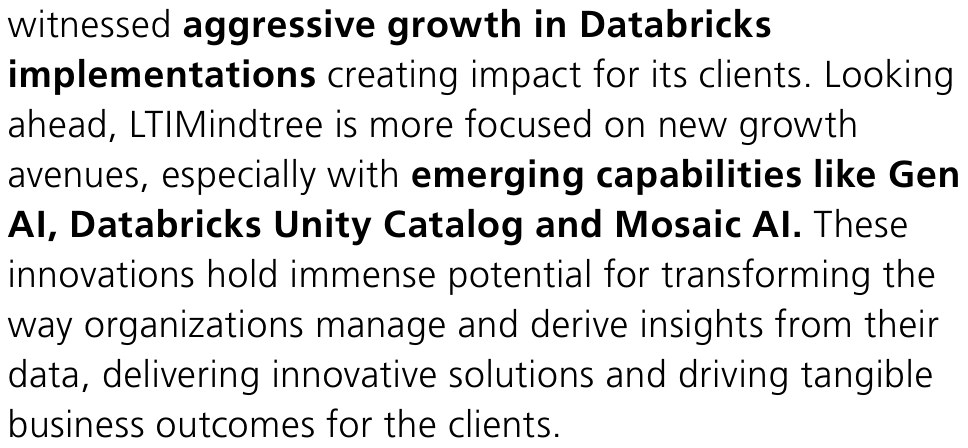 witnessed aggressive growth in Databricks
implementations creating impact for its clients. Looking
ahead, LTIMindtree is more focused on new growth
avenues, especially with emerging capabilities like Gen
AI, Databricks Unity Catalog and Mosaic AI. These
innovations hold immense potential for transforming the
way organizations manage and derive insights from their
data, delivering innovative solutions and driving tangible
business outcomes for the clients.